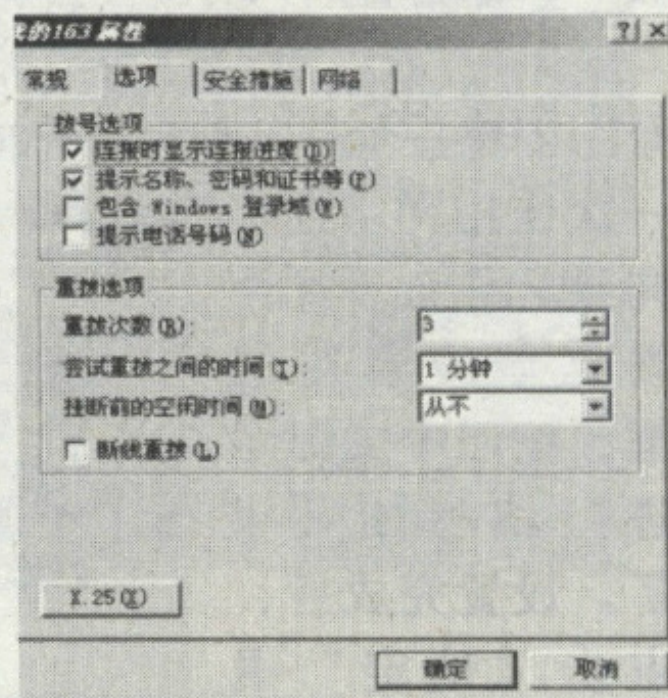 我的163 属性
常规 选项 安全措施 网络
拨号选项
连接时显示连接进度(D)
提示名称、密码和证书等(P)
包含 Windows 登录域(W)
提示电话号码(N)
重拨选项
重拨次数(R): 3
尝试重拨之间的时间(T): 1 分钟
挂断前的空闲时间(M): 从不
断线重拨(L)
X.25(X)
确定 取消